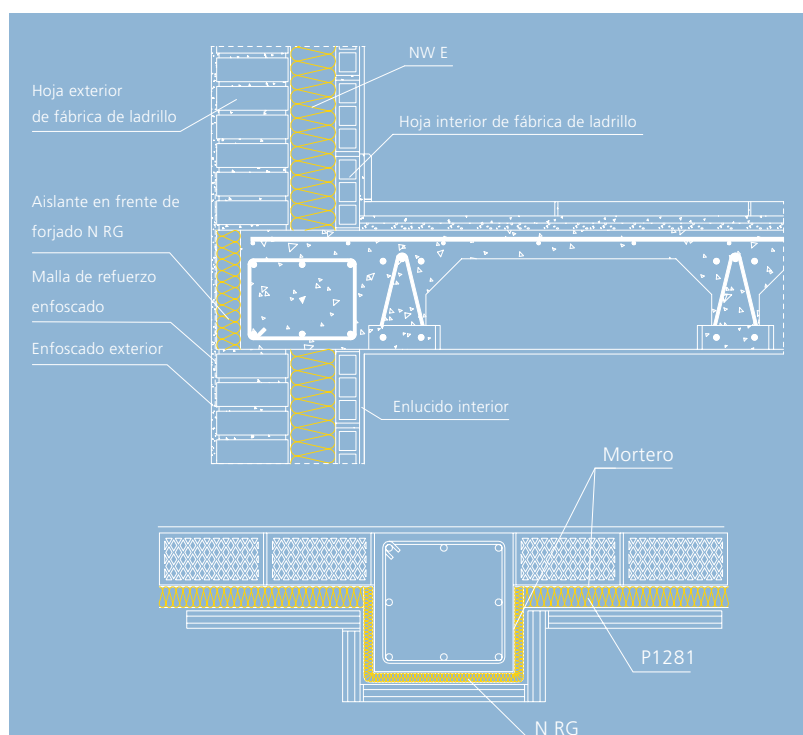 NW E
Hoja exterior
de fábrica de ladrillo
Hoja interior de fábrica de ladrillo
Aislante en frente de
forjado N RG
Malla de refuerzo
enfoscado
Enfoscado exterior
Enlucido interior
Mortero
P1281
N RG